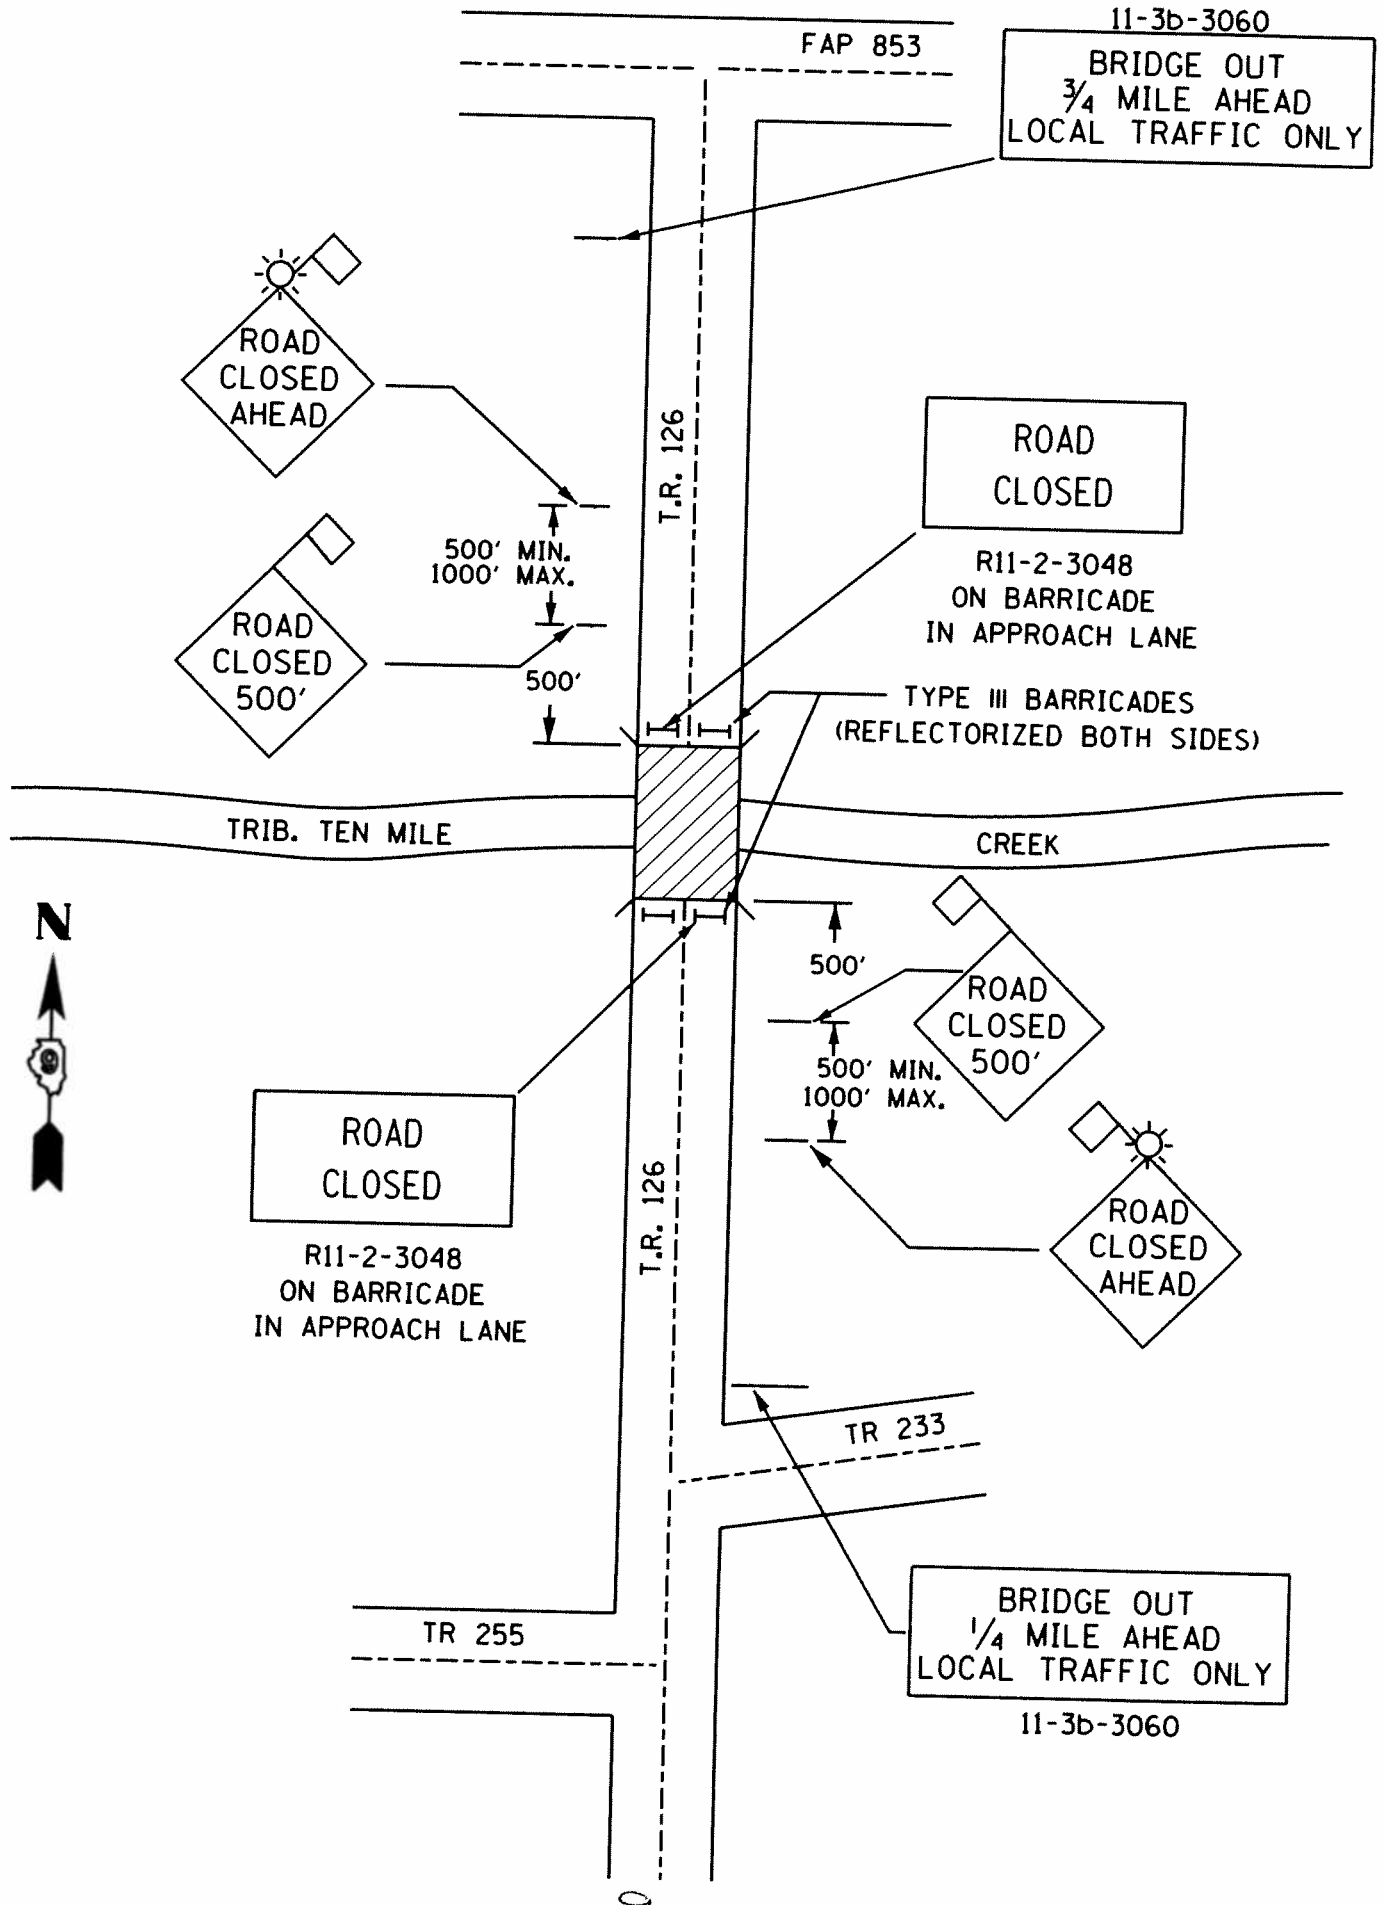 11-3b-3060
FAP 853
BRIDGE OUT
3/4 MILE AHEAD
LOCAL TRAFFIC ONLY
ROAD
CLOSED
AHEAD
T.R. 126
ROAD
CLOSED
R11-2-3048
ON BARRICADE
IN APPROACH LANE
500' MIN.
1000' MAX.
ROAD
CLOSED
500'
500'
TYPE III BARRICADES
(REFLECTORIZED BOTH SIDES)
TRIB. TEN MILE
CREEK
N
9
500'
ROAD
CLOSED
500'
500' MIN.
1000' MAX.
ROAD
CLOSED
R11-2-3048
ON BARRICADE
IN APPROACH LANE
T.R. 126
ROAD
CLOSED
AHEAD
TR 233
BRIDGE OUT
1/4 MILE AHEAD
LOCAL TRAFFIC ONLY
11-3b-3060
TR 255